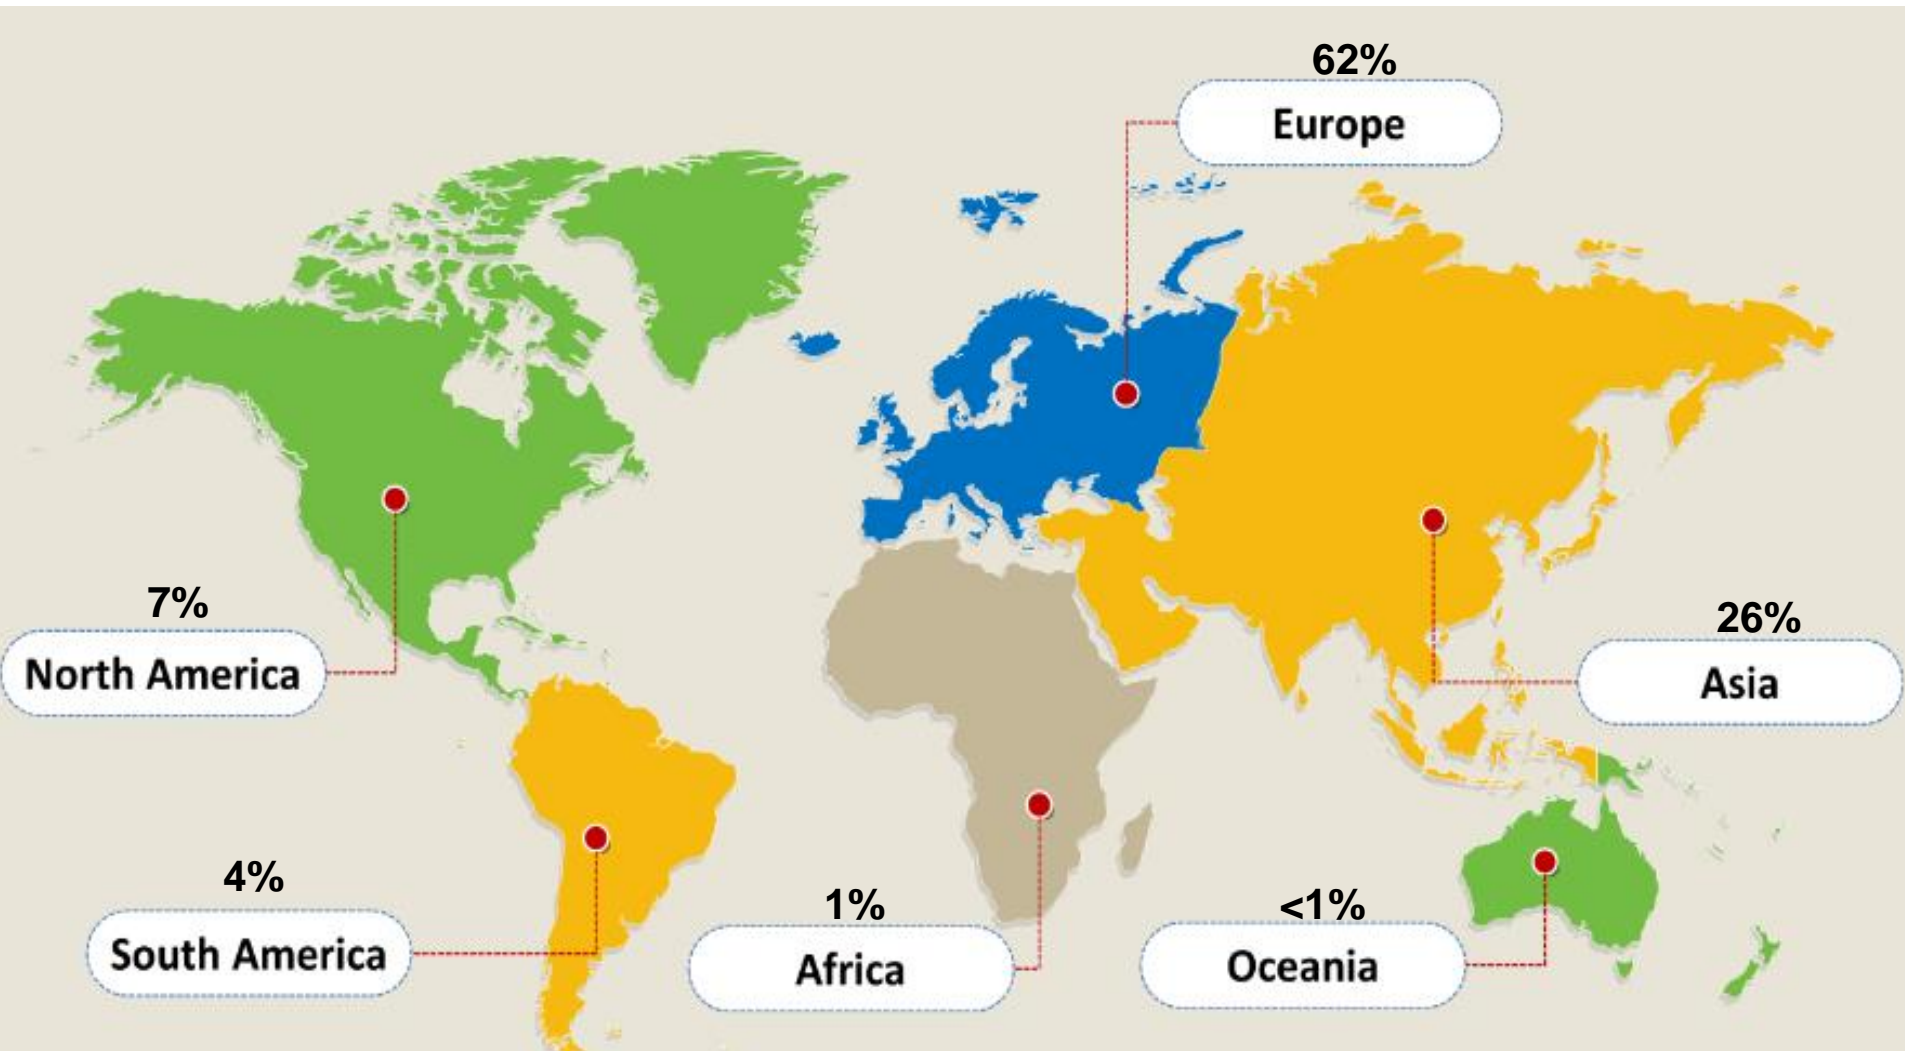 62%
Europe
7%
North America
26%
Asia
4%
South America
1%
Africa
<1%
Oceania